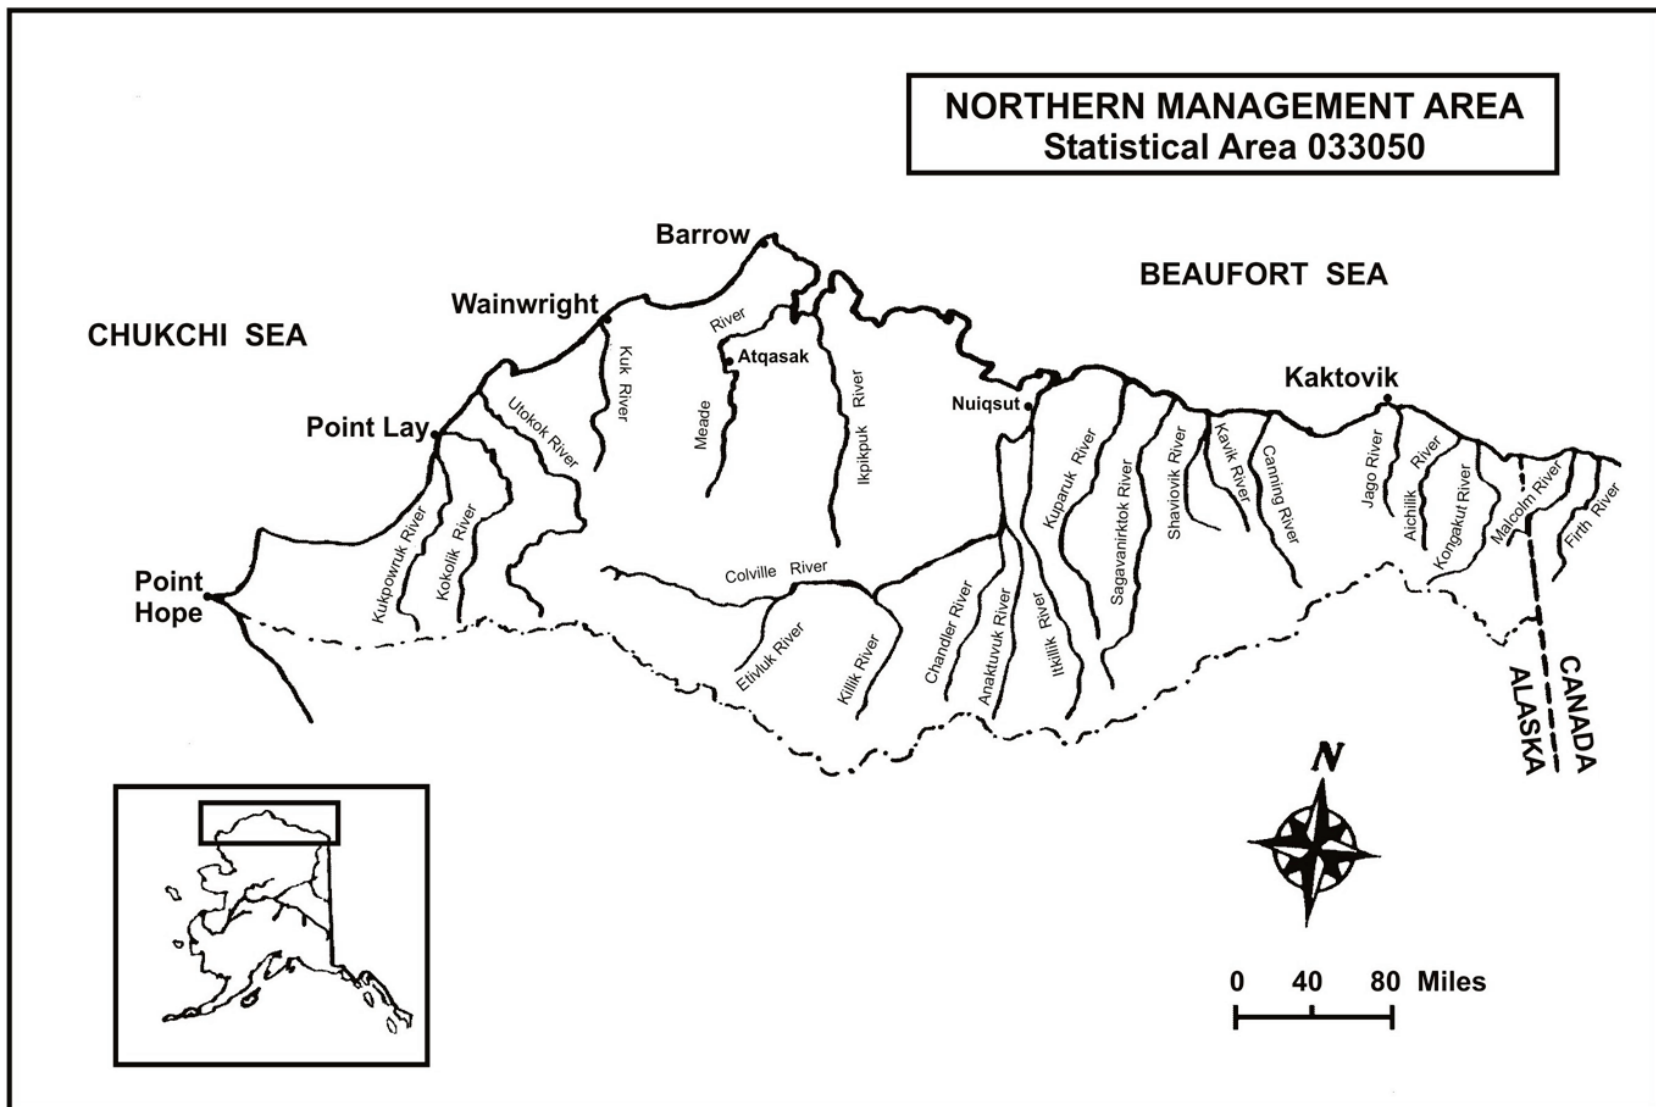 NORTHERN MANAGEMENT AREA
Statistical Area 033050
Barrow
BEAUFORT SEA
Wainwright
CHUKCHI SEA
Meade River
Atqasak
Kuk River
Ikpikpuk River
Kaktovik
Nuiqsut
Point Lay
Utokok River
Kukpowruk River
Kokolik River
Kuparuk River
Sagavanirktok River
Shaviovik River
Kavik River
Canning River
Jago River
Aichilik River
Kongakut River
Malcolm River
Firth River
Point
Hope
Colville River
Etivluk River
Killik River
Chandler River
Anaktuvuk River
Itkillik River
ALASKA
CANADA
N
0 40 80 Miles